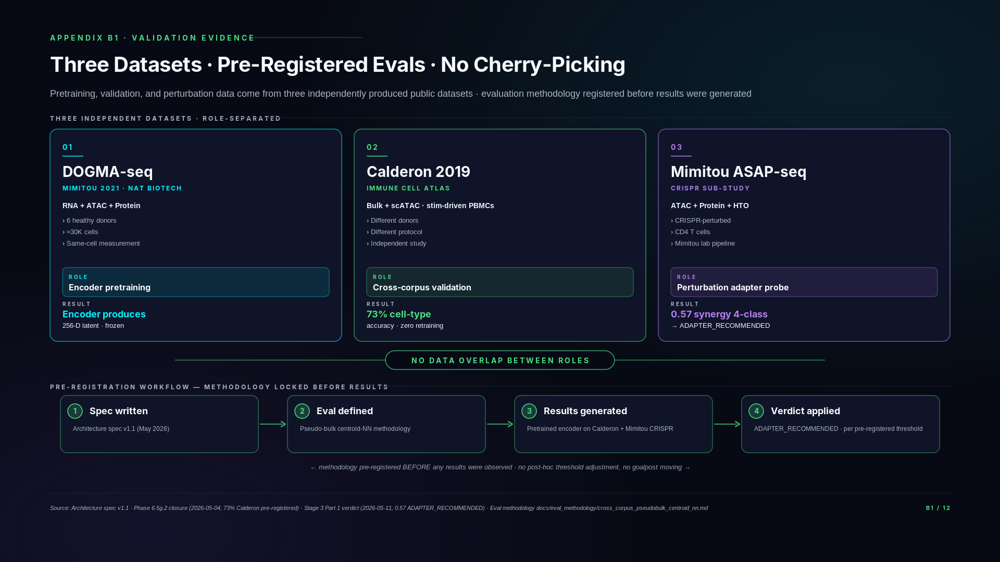 APPENDIX B1 · VALIDATION EVIDENCE
Three Datasets · Pre-Registered Evals · No Cherry-Picking
Pretraining, validation, and perturbation data come from three independently produced public datasets · evaluation methodology registered before results were generated
THREE INDEPENDENT DATASETS · ROLE-SEPARATED
01
DOGMA-seq
MIMITOU 2021 · NAT BIOTECH
RNA + ATAC + Protein
› 6 healthy donors
› ≈30K cells
› Same-cell measurement
ROLE
Encoder pretraining
RESULT
Encoder produces
256-D latent · frozen
02
Calderon 2019
IMMUNE CELL ATLAS
Bulk + scATAC · stim-driven PBMCs
› Different donors
› Different protocol
› Independent study
ROLE
Cross-corpus validation
RESULT
73% cell-type
accuracy · zero retraining
03
Mimitou ASAP-seq
CRISPR SUB-STUDY
ATAC + Protein + HTO
› CRISPR-perturbed
› CD4 T cells
› Mimitou lab pipeline
ROLE
Perturbation adapter probe
RESULT
0.57 synergy 4-class
→ ADAPTER_RECOMMENDED
NO DATA OVERLAP BETWEEN ROLES
PRE-REGISTRATION WORKFLOW — METHODOLOGY LOCKED BEFORE RESULTS
1 Spec written
Architecture spec v1.1 (May 2026)
2 Eval defined
Pseudo-bulk centroid-NN methodology
3 Results generated
Pretrained encoder on Calderon + Mimitou CRISPR
4 Verdict applied
ADAPTER_RECOMMENDED · per pre-registered threshold
← methodology pre-registered BEFORE any results were observed · no post-hoc threshold adjustment, no goalpost moving →
Source: Architecture spec v1.1 · Phase 6.5g.2 closure (2026-05-04, 73% Calderon pre-registered) · Stage 3 Part 1 verdict (2026-05-11, 0.57 ADAPTER_RECOMMENDED) · Eval methodology docs/eval_methodology/cross_corpus_pseudobulk_centroid_nn.md
B1 / 12